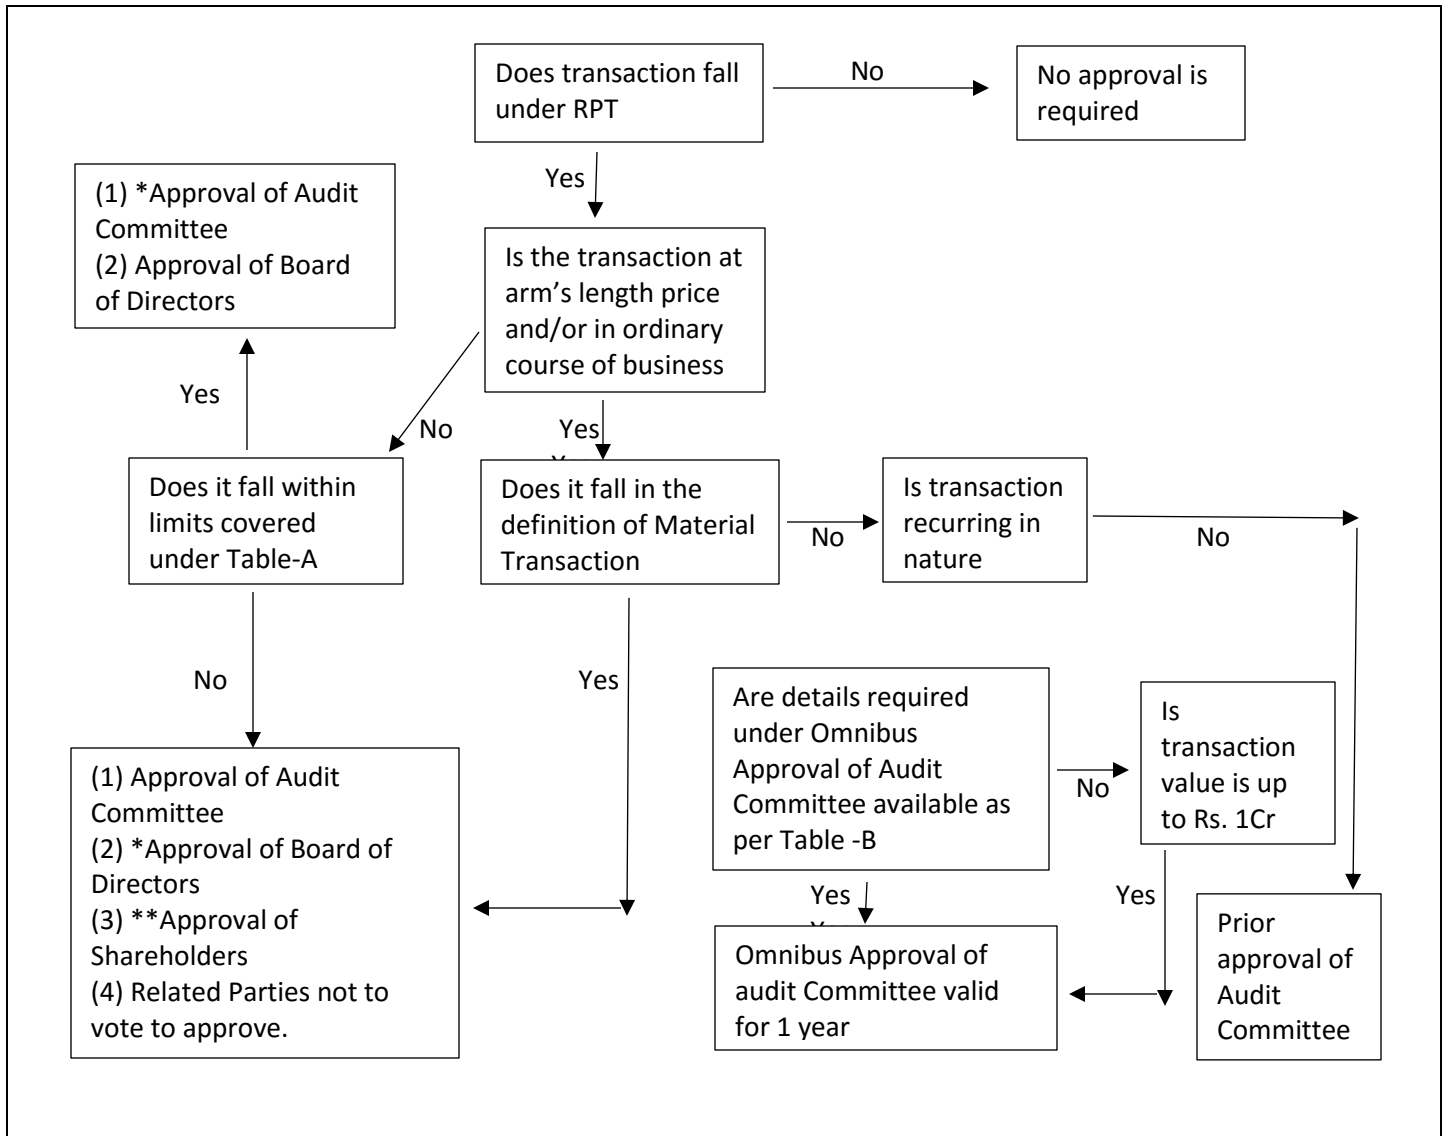 Does transaction fall
under RPT
No
No approval is
required
Yes
(1) *Approval of Audit
Committee
(2) Approval of Board
of Directors
Is the transaction at
arm’s length price
and/or in ordinary
course of business
Yes
No
Yes
Does it fall within
limits covered
under Table-A
Does it fall in the
definition of Material
Transaction
No
Is transaction
recurring in
nature
No
No
Yes
Are details required
under Omnibus
Approval of Audit
Committee available as
per Table -B
No
Is
transaction
value is up
to Rs. 1Cr
(1) Approval of Audit
Committee
(2) *Approval of Board of
Directors
(3) **Approval of
Shareholders
(4) Related Parties not to
vote to approve.
Yes
Yes
Omnibus Approval of
audit Committee valid
for 1 year
Prior
approval of
Audit
Committee